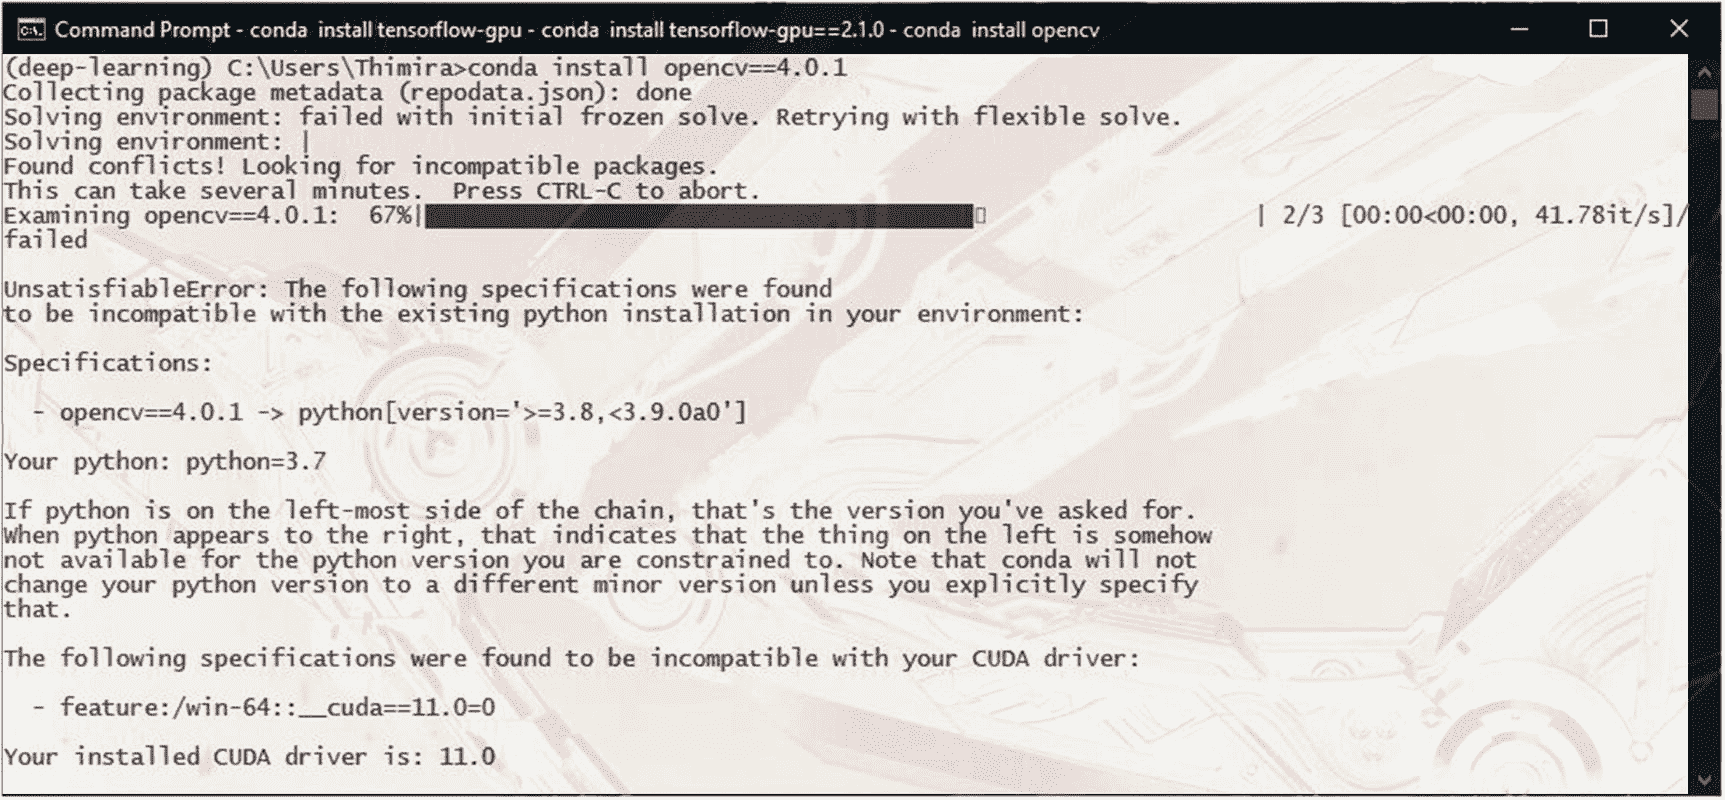 Command Prompt - conda  install tensorflow-gpu - conda  install tensorflow-gpu==2.1.0 - conda  install opencv
(deep-learning) C:\Users\Thimira>conda install opencv==4.0.1
Collecting package metadata (repodata.json): done
Solving environment: failed with initial frozen solve. Retrying with flexible solve.
Solving environment: |
Found conflicts! Looking for incompatible packages.
This can take several minutes.  Press CTRL-C to abort.
Examining opencv==4.0.1:  67%| | 2/3 [00:00<00:00, 41.78it/s]/
failed
UnsatisfiableError: The following specifications were found
to be incompatible with the existing python installation in your environment:
Specifications:
- opencv==4.0.1 -> python[version='>=3.8,<3.9.0a0']
Your python: python=3.7
If python is on the left-most side of the chain, that's the version you've asked for.
When python appears to the right, that indicates that the thing on the left is somehow
not available for the python version you are constrained to. Note that conda will not
change your python version to a different minor version unless you explicitly specify
that.
The following specifications were found to be incompatible with your CUDA driver:
- feature:/win-64::__cuda==11.0=0
Your installed CUDA driver is: 11.0